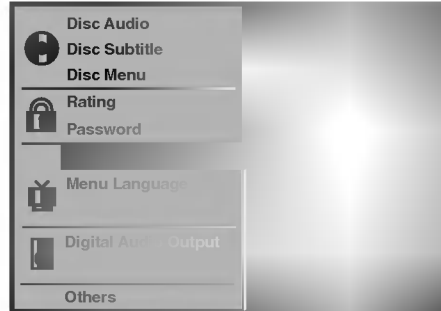 Disc Audio
Disc Subtitle
Disc Menu
Rating
Password
Menu Language
Digital Audio Output
Others